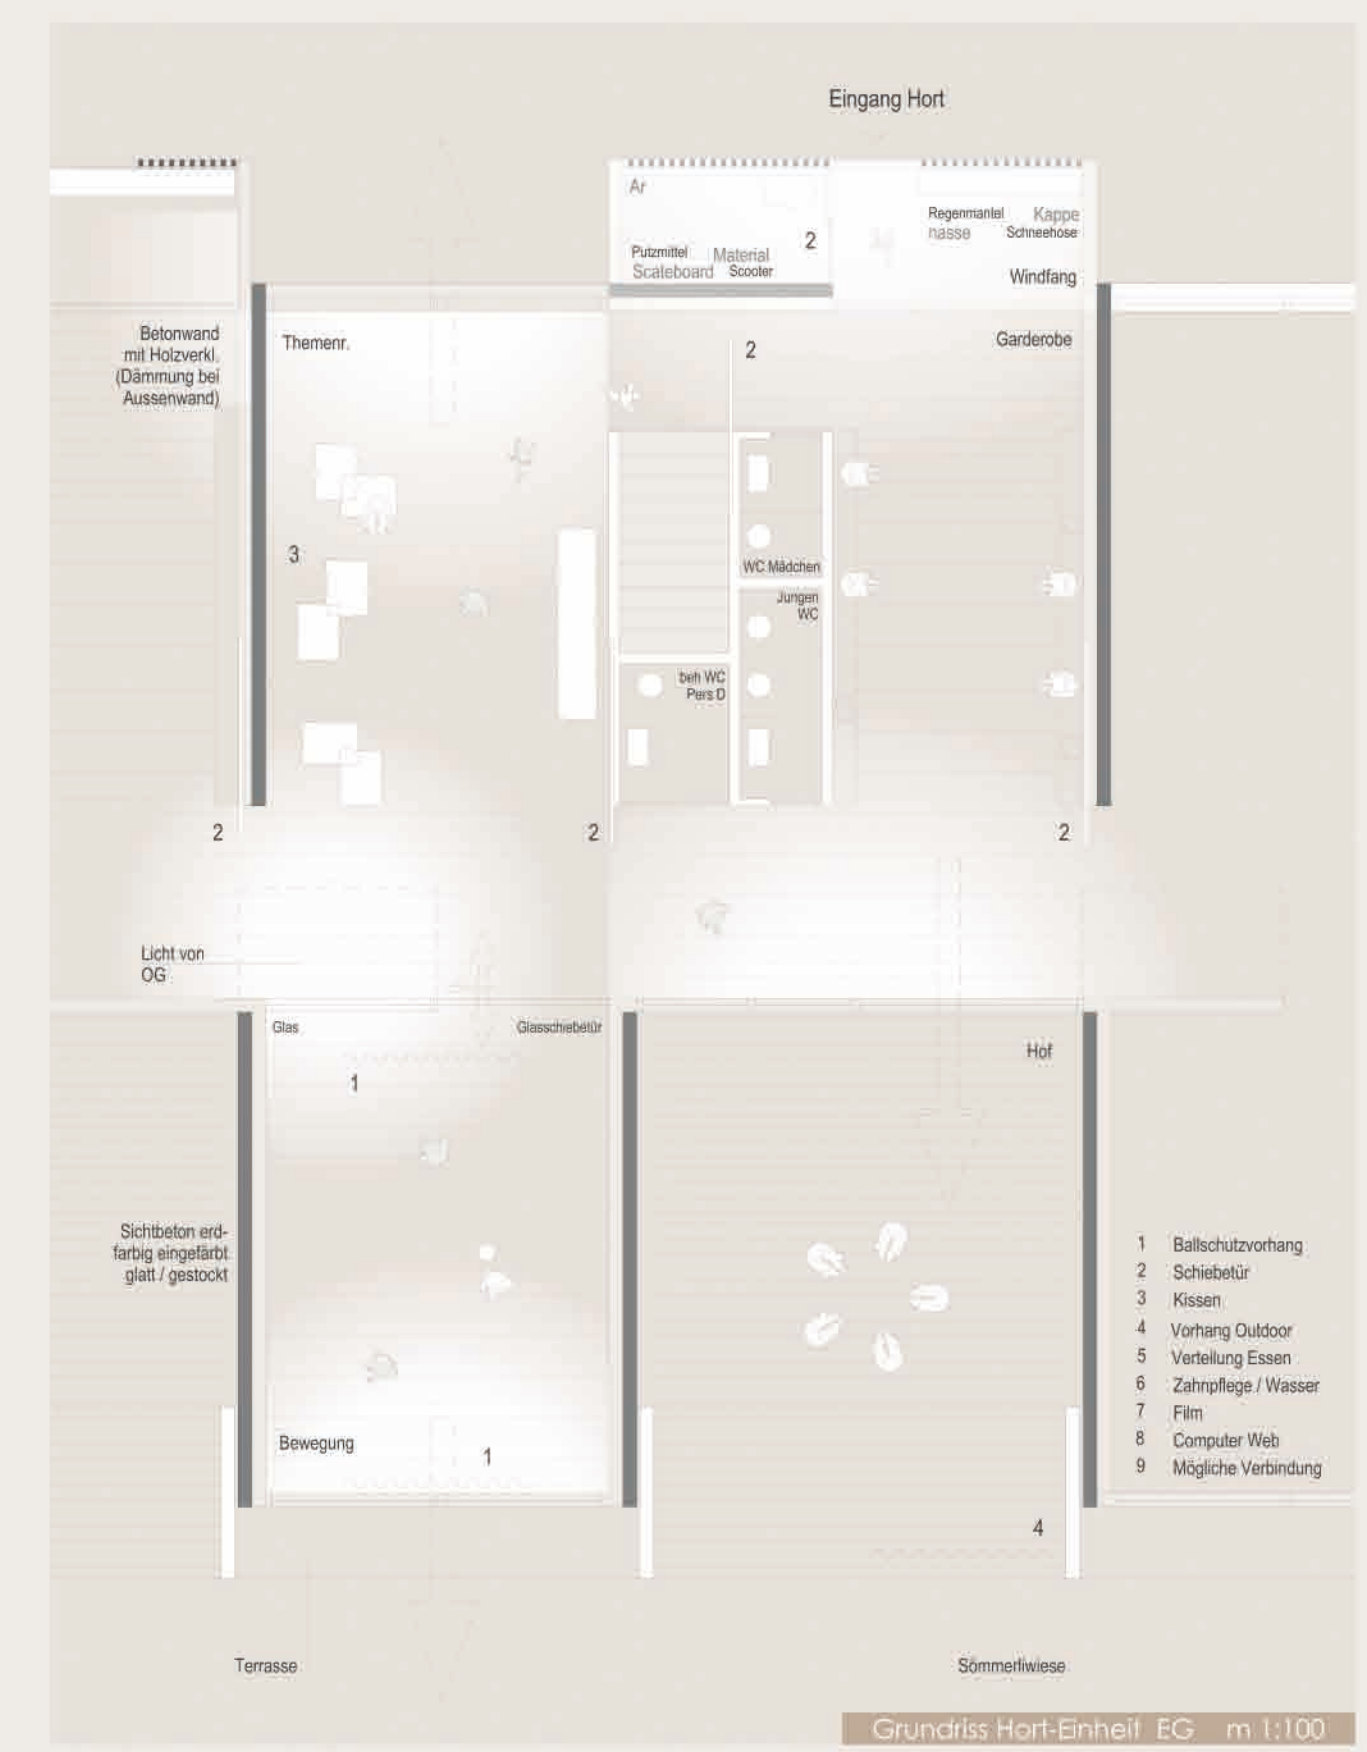 Eingang Hort
Ar
2
Putzmittel Material
Scateboard Scooter
Regenmantel Kappe
nasse Schneehose
Windfang
Betonwand
mit Holzverkl.
(Dämmung bei
Aussenwand)
Themenr.
2
Garderobe
3
WC Mädchen
Jungen
WC
beh WC
Pers D
2
2
2
Licht von
OG
Glas
Glasschiebetür
Hof
1
Sichtbeton erd-
farbig eingefärbt
glatt / gestockt
1 Ballschutzvorhang
2 Schiebetür
3 Kissen
4 Vorhang Outdoor
5 Verteilung Essen
6 Zahnpflege / Wasser
7 Film
8 Computer Web
9 Mögliche Verbindung
Bewegung
1
4
Terrasse
Sömmerliwiese
Grundriss Hort-Einheit EG m 1:100